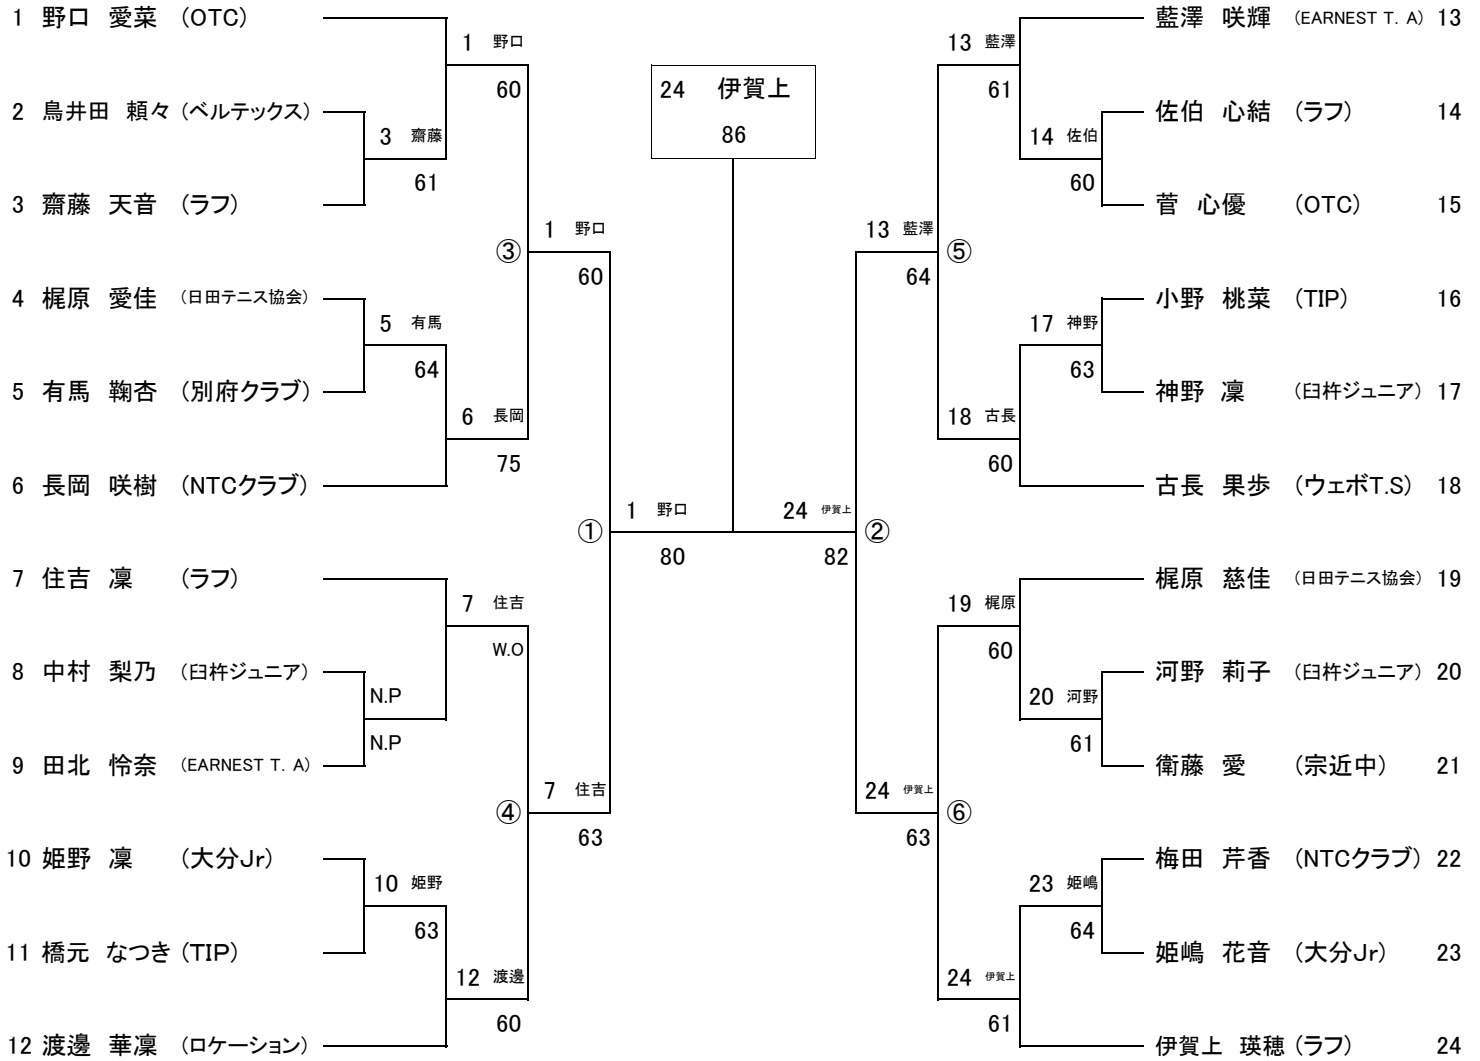 1 野口 愛菜 (OTC)
2 鳥井田 頼々 (ベルテックス)
3 齋藤 天音 (ラフ)
4 梶原 愛佳 (日田テニス協会)
5 有馬 鞠杏 (別府クラブ)
6 長岡 咲樹 (NTCクラブ)
7 住吉 凜 (ラフ)
8 中村 梨乃 (臼杵ジュニア)
9 田北 怜奈 (EARNEST T. A)
10 姫野 凜 (大分Jr)
11 橋元 なつき (TIP)
12 渡邊 華凜 (ロケーション)
3 齋藤
61
5 有馬
64
N.P
N.P
10 姫野
63
1 野口
60
6 長岡
75
7 住吉
W.O
12 渡邊
60
③
1 野口
60
④
7 住吉
63
①
1 野口
80
24 伊賀上
86
24 伊賀上
82
②
13 藍澤
64
⑤
24 伊賀上
63
⑥
13 藍澤
61
18 古長
60
19 梶原
60
24 伊賀上
61
14 佐伯
60
17 神野
63
20 河野
61
23 姫嶋
64
藍澤 咲輝 (EARNEST T. A) 13
佐伯 心結 (ラフ) 14
菅 心優 (OTC) 15
小野 桃菜 (TIP) 16
神野 凜 (臼杵ジュニア) 17
古長 果歩 (ウェボT.S) 18
梶原 慈佳 (日田テニス協会) 19
河野 莉子 (臼杵ジュニア) 20
衛藤 愛 (宗近中) 21
梅田 芹香 (NTCクラブ) 22
姫嶋 花音 (大分Jr) 23
伊賀上 瑛穂 (ラフ) 24